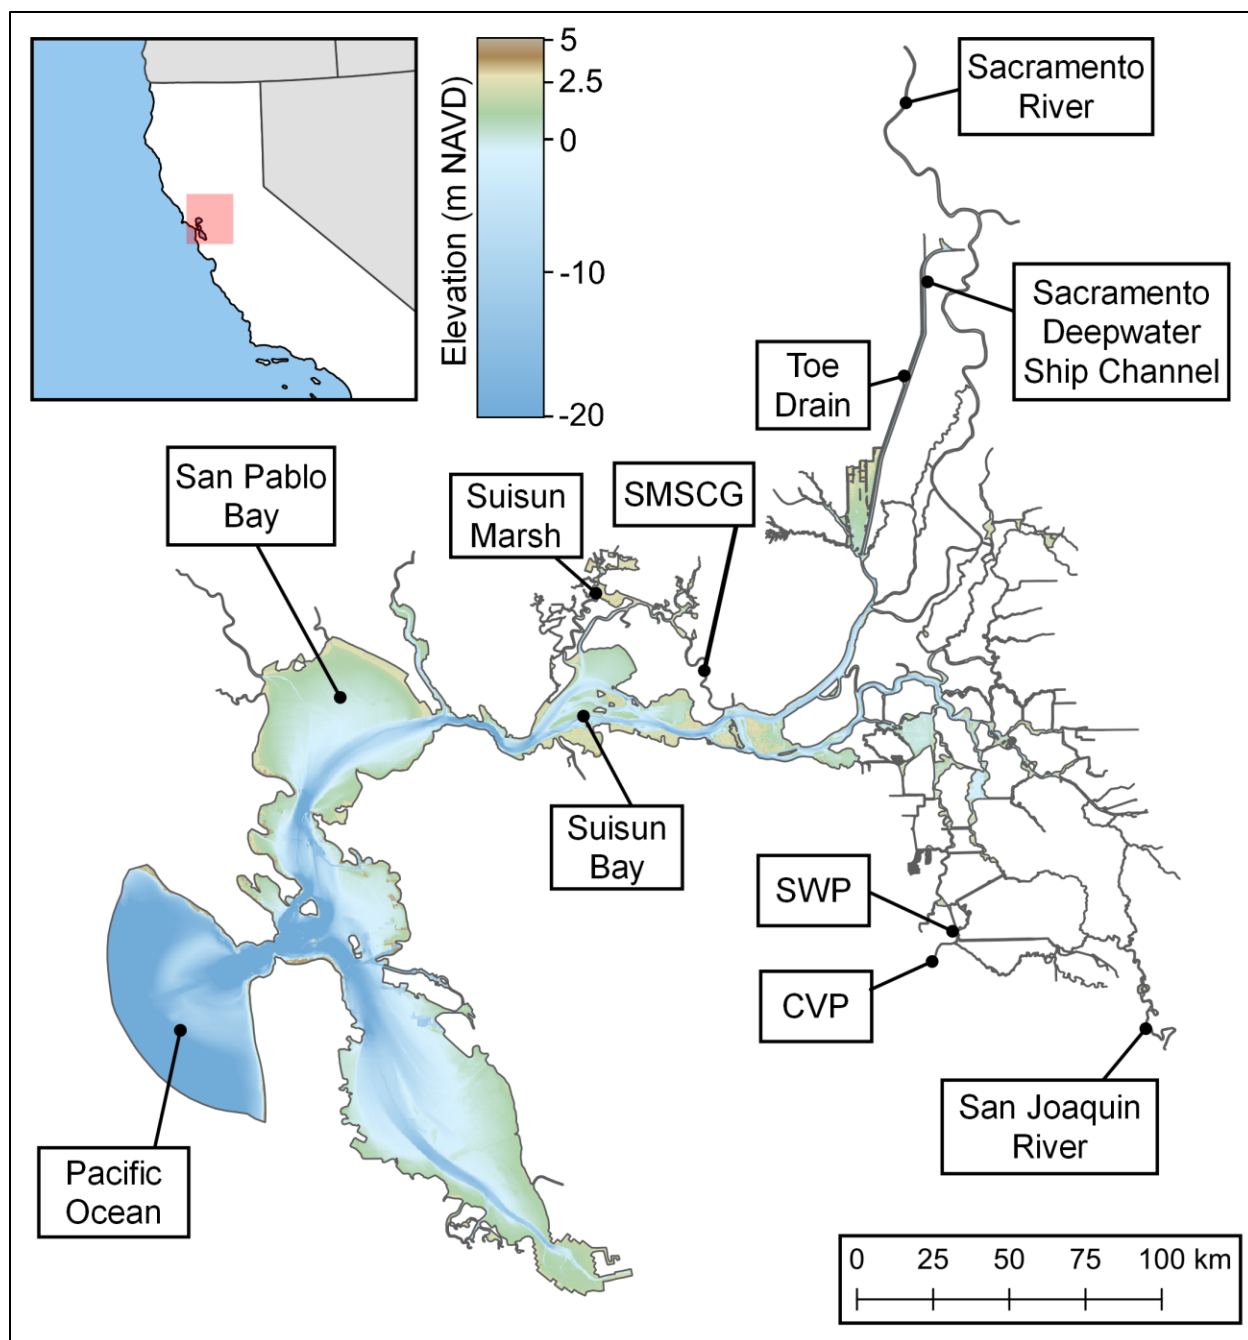 Elevation (m NAVD)
5
2.5
0
-10
-20
Sacramento
River
Sacramento
Deepwater
Ship Channel
Toe
Drain
San Pablo
Bay
Suisun
Marsh
SMSCG
Suisun
Bay
SWP
CVP
San Joaquin
River
Pacific
Ocean
0 25 50 75 100 km